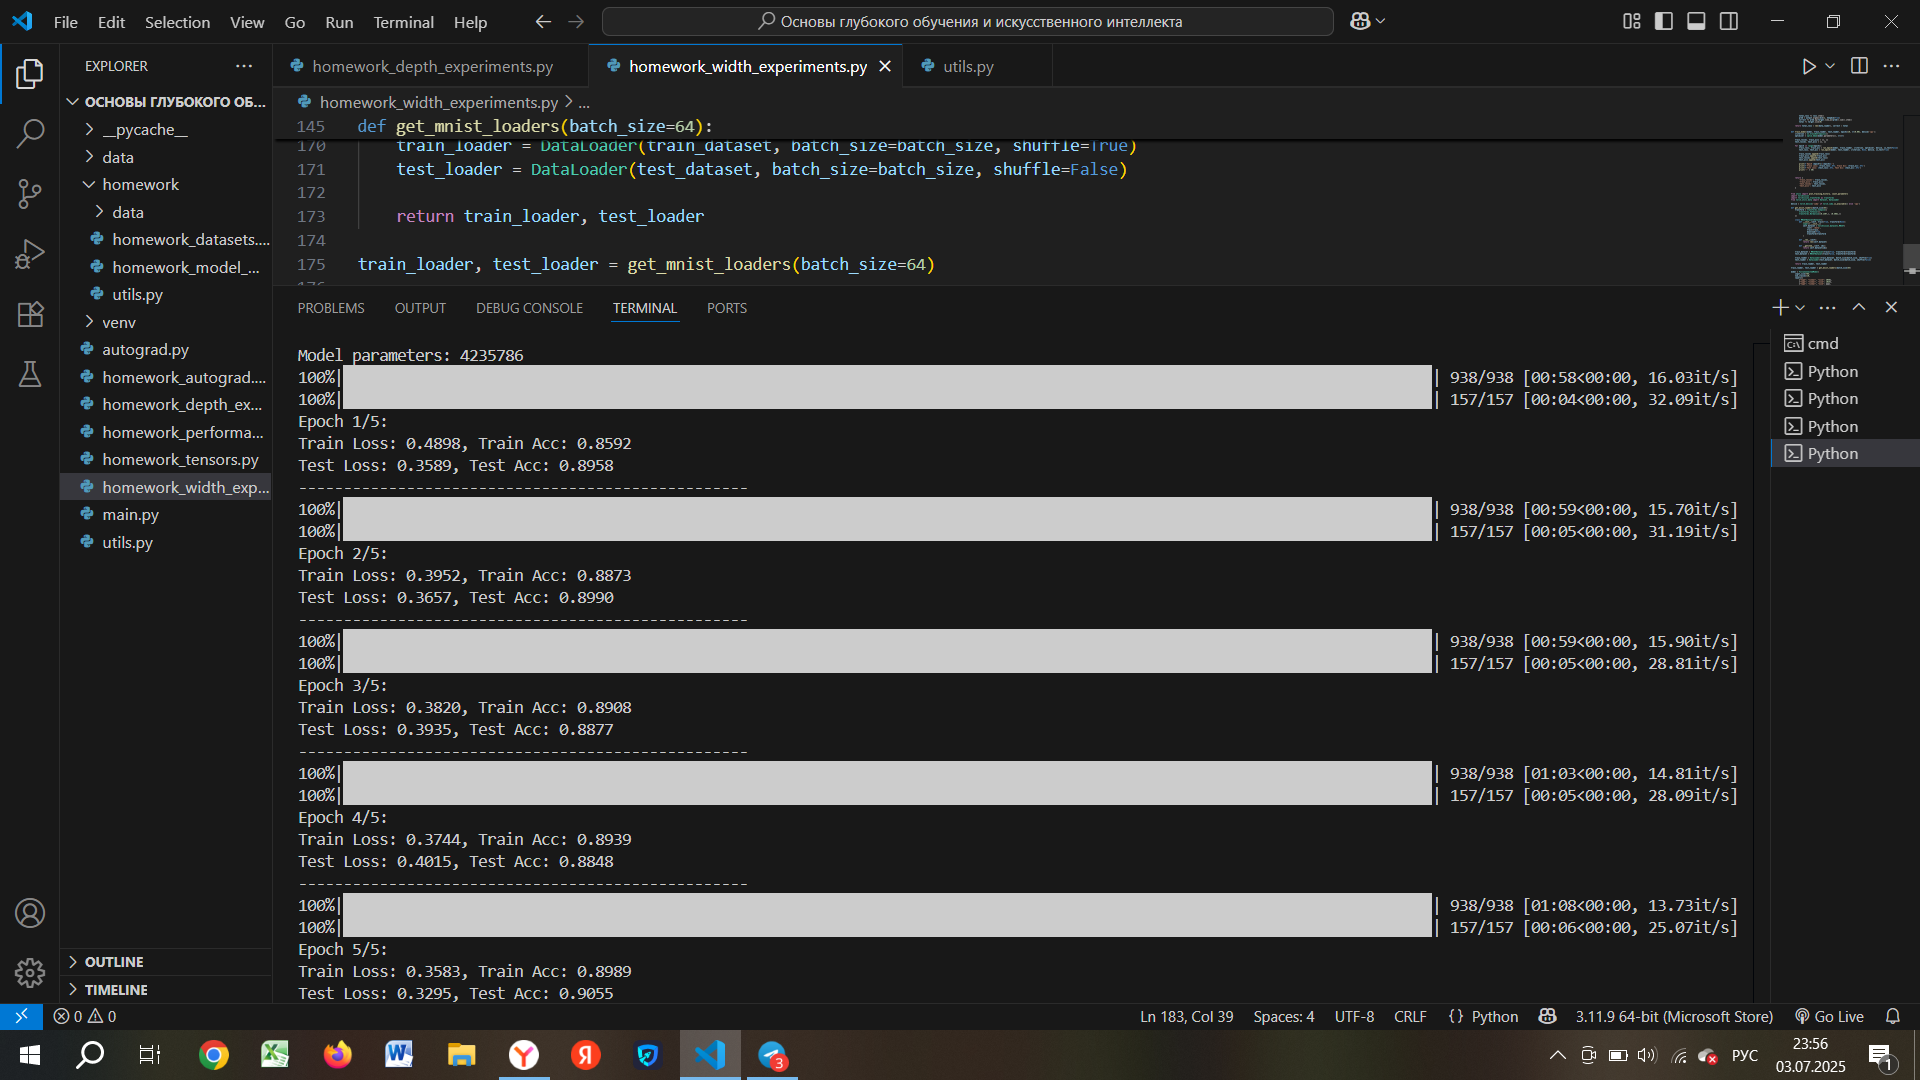 File Edit Selection View Go Run Terminal Help
Основы глубокого обучения и искусственного интеллекта
EXPLORER
ОСНОВЫ ГЛУБОКОГО ОБ...
__pycache__
data
homework
data
homework_datasets....
homework_model_...
utils.py
venv
autograd.py
homework_autograd....
homework_depth_ex...
homework_performa...
homework_tensors.py
homework_width_exp...
main.py
utils.py
OUTLINE
TIMELINE
homework_depth_experiments.py homework_width_experiments.py utils.py
homework_width_experiments.py > ...
145 def get_mnist_loaders(batch_size=64):
170 train_loader = DataLoader(train_dataset, batch_size=batch_size, shuffle=True)
171 test_loader = DataLoader(test_dataset, batch_size=batch_size, shuffle=False)
172
173 return train_loader, test_loader
174
175 train_loader, test_loader = get_mnist_loaders(batch_size=64)
PROBLEMS OUTPUT DEBUG CONSOLE TERMINAL PORTS
Model parameters: 4235786
100%| | 938/938 [00:58<00:00, 16.03it/s]
100%| | 157/157 [00:04<00:00, 32.09it/s]
Epoch 1/5:
Train Loss: 0.4898, Train Acc: 0.8592
Test Loss: 0.3589, Test Acc: 0.8958
--------------------------------------------------
100%| | 938/938 [00:59<00:00, 15.70it/s]
100%| | 157/157 [00:05<00:00, 31.19it/s]
Epoch 2/5:
Train Loss: 0.3952, Train Acc: 0.8873
Test Loss: 0.3657, Test Acc: 0.8990
--------------------------------------------------
100%| | 938/938 [00:59<00:00, 15.90it/s]
100%| | 157/157 [00:05<00:00, 28.81it/s]
Epoch 3/5:
Train Loss: 0.3820, Train Acc: 0.8908
Test Loss: 0.3935, Test Acc: 0.8877
--------------------------------------------------
100%| | 938/938 [01:03<00:00, 14.81it/s]
100%| | 157/157 [00:05<00:00, 28.09it/s]
Epoch 4/5:
Train Loss: 0.3744, Train Acc: 0.8939
Test Loss: 0.4015, Test Acc: 0.8848
--------------------------------------------------
100%| | 938/938 [01:08<00:00, 13.73it/s]
100%| | 157/157 [00:06<00:00, 25.07it/s]
Epoch 5/5:
Train Loss: 0.3583, Train Acc: 0.8989
Test Loss: 0.3295, Test Acc: 0.9055
cmd
Python
Python
Python
Python
0 0 Ln 183, Col 39 Spaces: 4 UTF-8 CRLF {} Python 3.11.9 64-bit (Microsoft Store) Go Live
3 РУС 23:56
03.07.2025 1